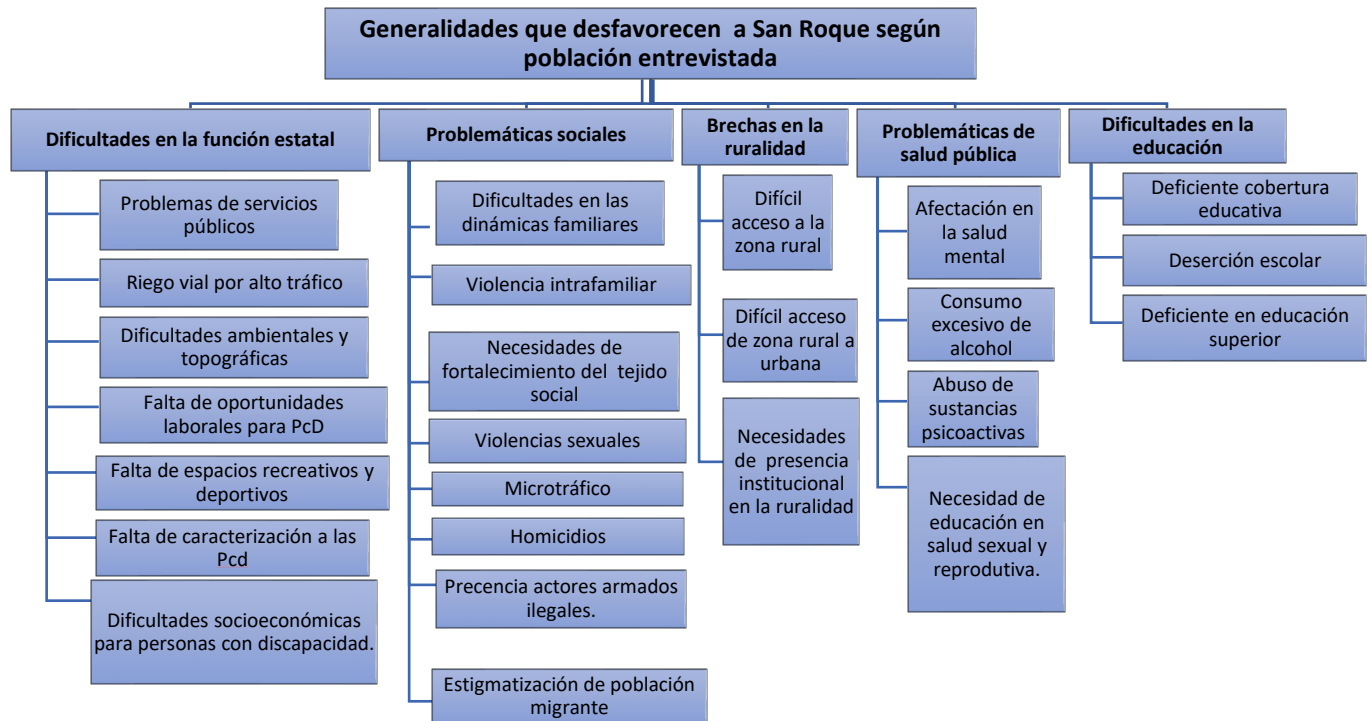 Generalidades que desfavorecen a San Roque según
población entrevistada
Dificultades en la función estatal
Problemas de servicios
públicos
Riego vial por alto tráfico
Dificultades ambientales y
topográficas
Falta de oportunidades
laborales para PcD
Falta de espacios recreativos y
deportivos
Falta de caracterización a las
Pcd
Dificultades socioeconómicas
para personas con discapacidad.
Problemáticas sociales
Dificultades en las
dinámicas familiares
Violencia intrafamiliar
Necesidades de
fortalecimiento del tejido
social
Violencias sexuales
Microtráfico
Homicidios
Precencia actores armados
ilegales.
Estigmatización de población
migrante
Brechas en la
ruralidad
Difícil
acceso a la
zona rural
Difícil acceso
de zona rural a
urbana
Necesidades
de presencia
institucional
en la ruralidad
Problemáticas de
salud pública
Afectación en
la salud
mental
Consumo
excesivo de
alcohol
Abuso de
sustancias
psicoactivas
Necesidad de
educación en
salud sexual y
reprodutiva.
Dificultades en la
educación
Deficiente cobertura
educativa
Deserción escolar
Deficiente en educación
superior